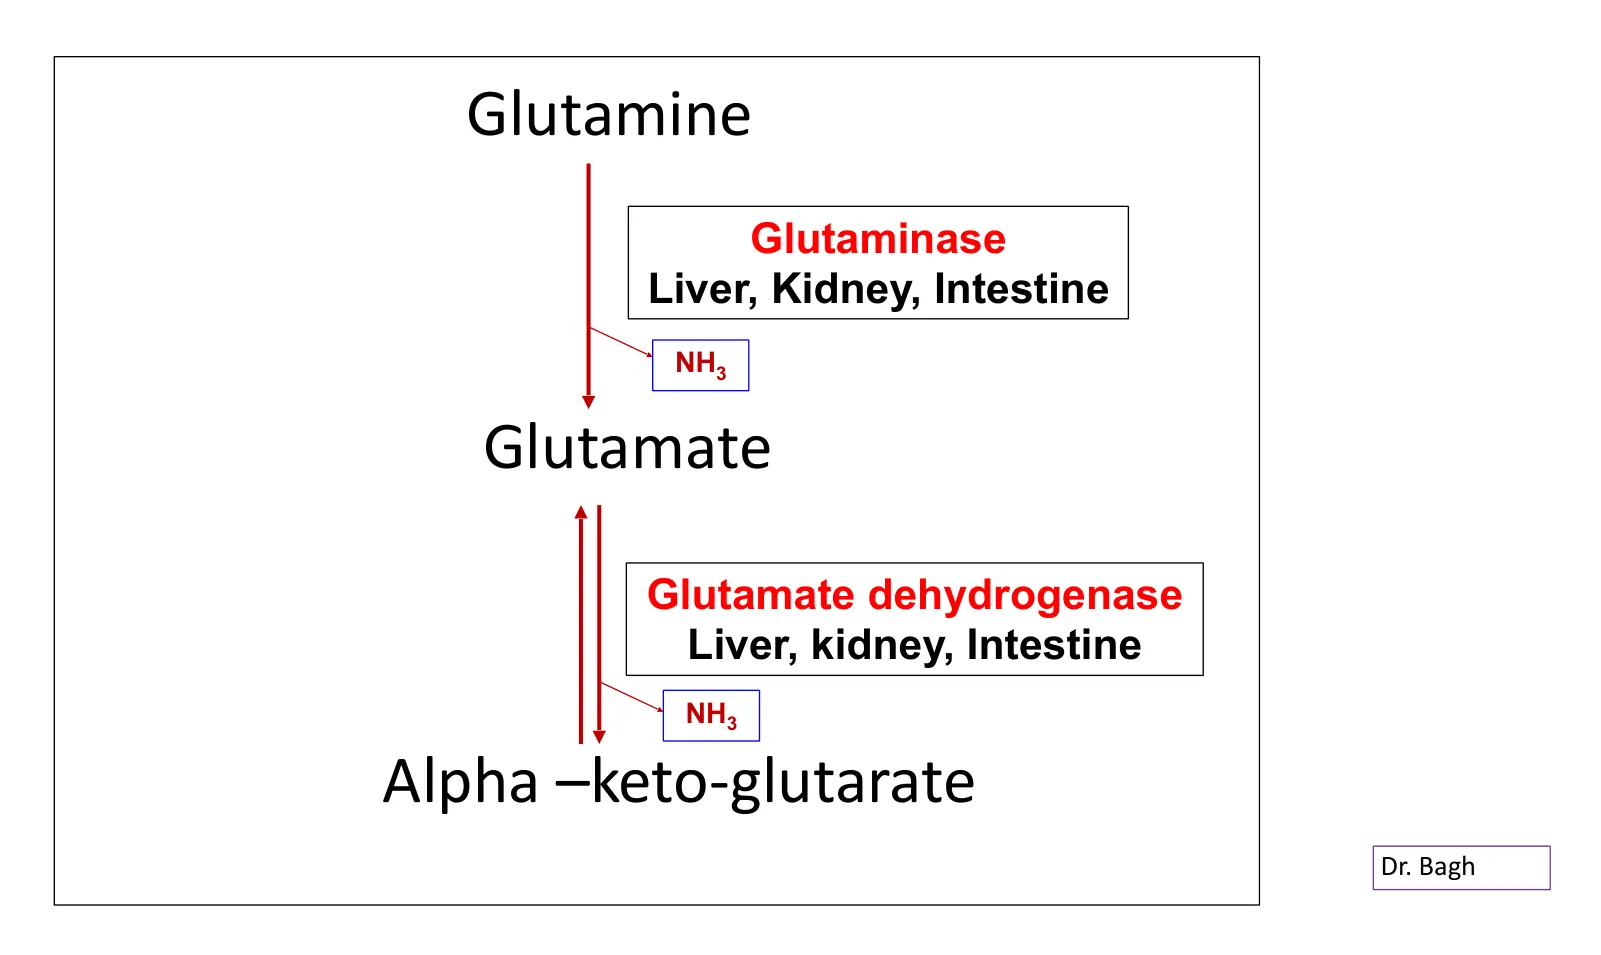 Glutamine
Glutaminase
Liver, Kidney, Intestine
NH3
Glutamate
Glutamate dehydrogenase
Liver, kidney, Intestine
NH3
Alpha –keto-glutarate
Dr. Bagh